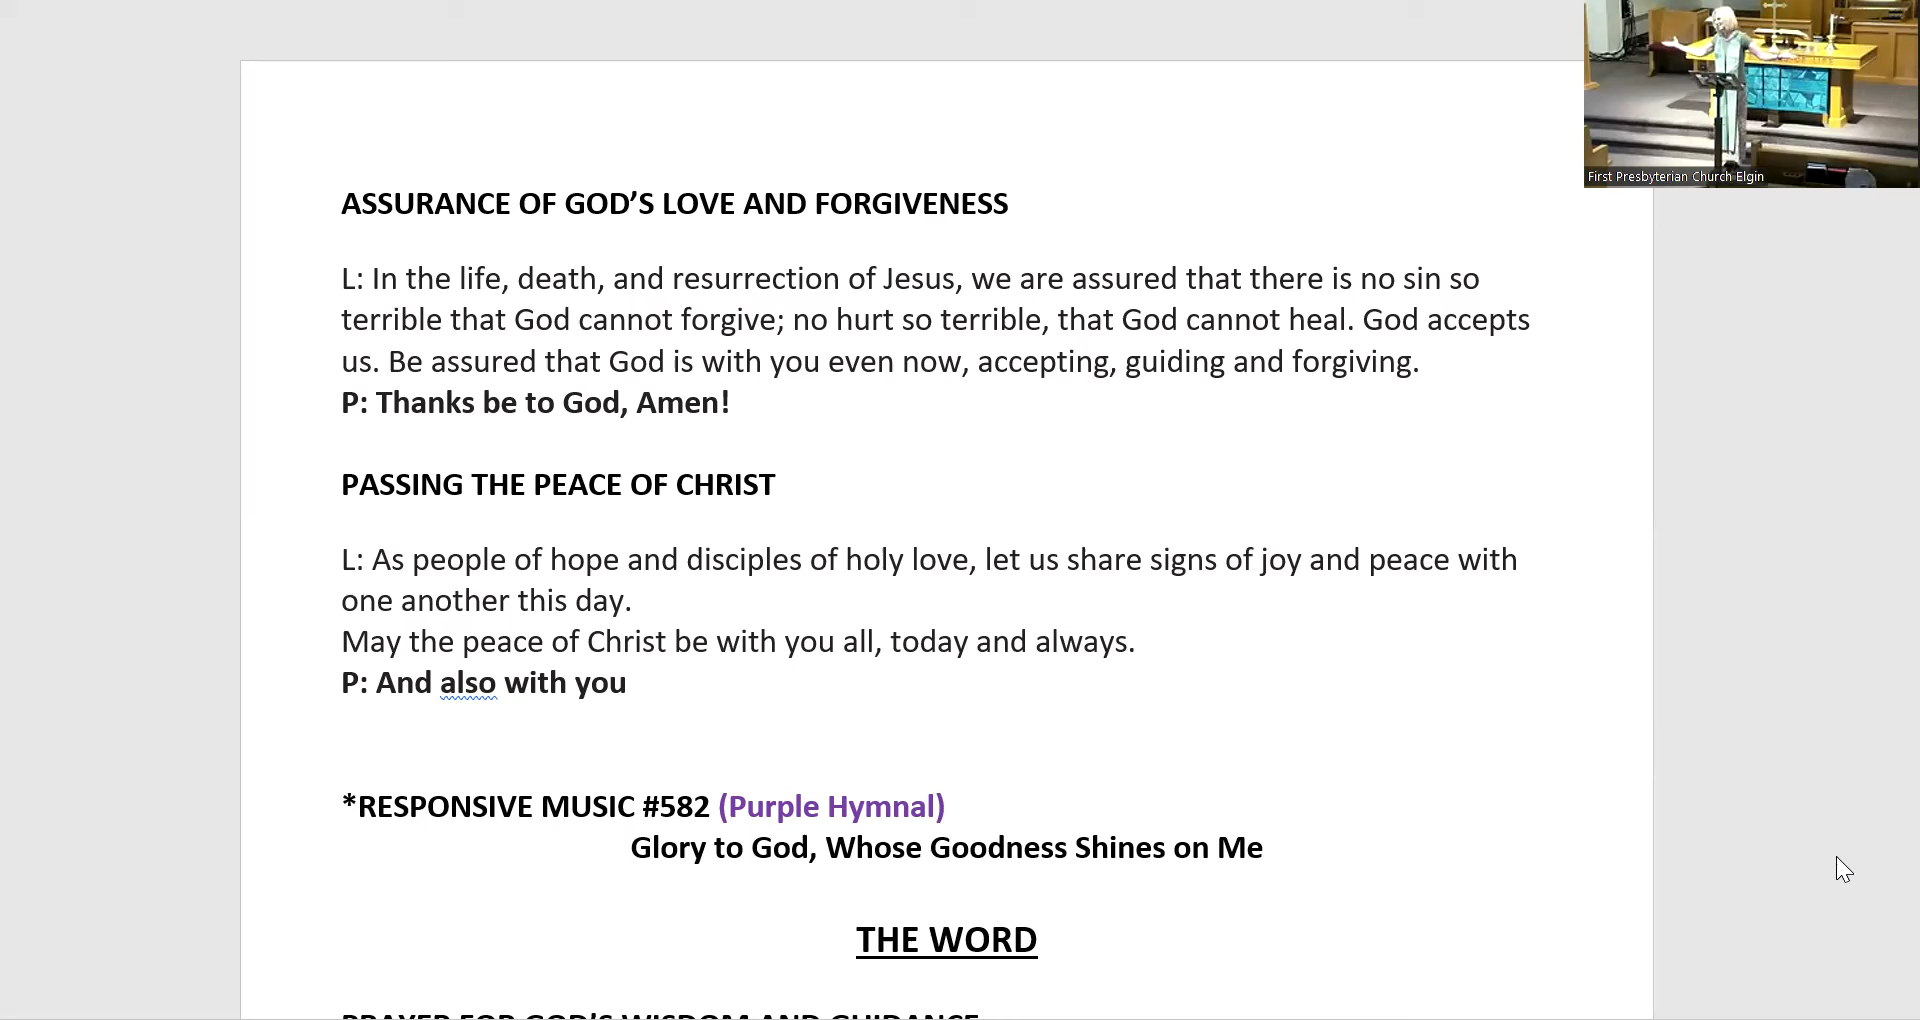 ASSURANCE OF GOD’S LOVE AND FORGIVENESS
L: In the life, death, and resurrection of Jesus, we are assured that there is no sin so
terrible that God cannot forgive; no hurt so terrible, that God cannot heal. God accepts
us. Be assured that God is with you even now, accepting, guiding and forgiving.
P: Thanks be to God, Amen!
PASSING THE PEACE OF CHRIST
L: As people of hope and disciples of holy love, let us share signs of joy and peace with
one another this day.
May the peace of Christ be with you all, today and always.
P: And also with you
*RESPONSIVE MUSIC #582 (Purple Hymnal)
Glory to God, Whose Goodness Shines on Me
THE WORD
PRAYER FOR GOD’S WISDOM AND GUIDANCE
First Presbyterian Church Elgin